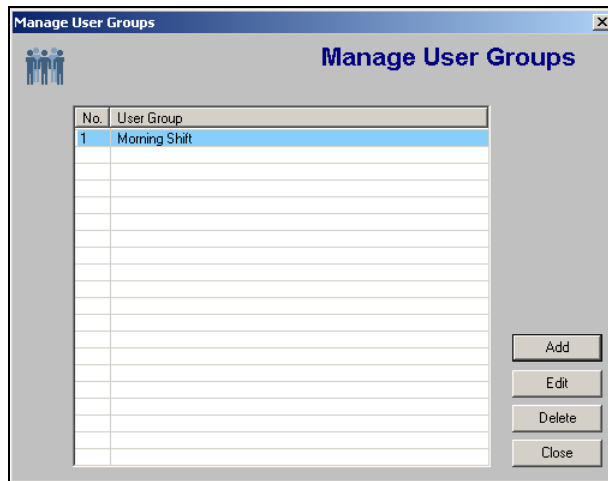 Manage User Groups
Manage User Groups
No. User Group
1 Morning Shift
Add
Edit
Delete
Close